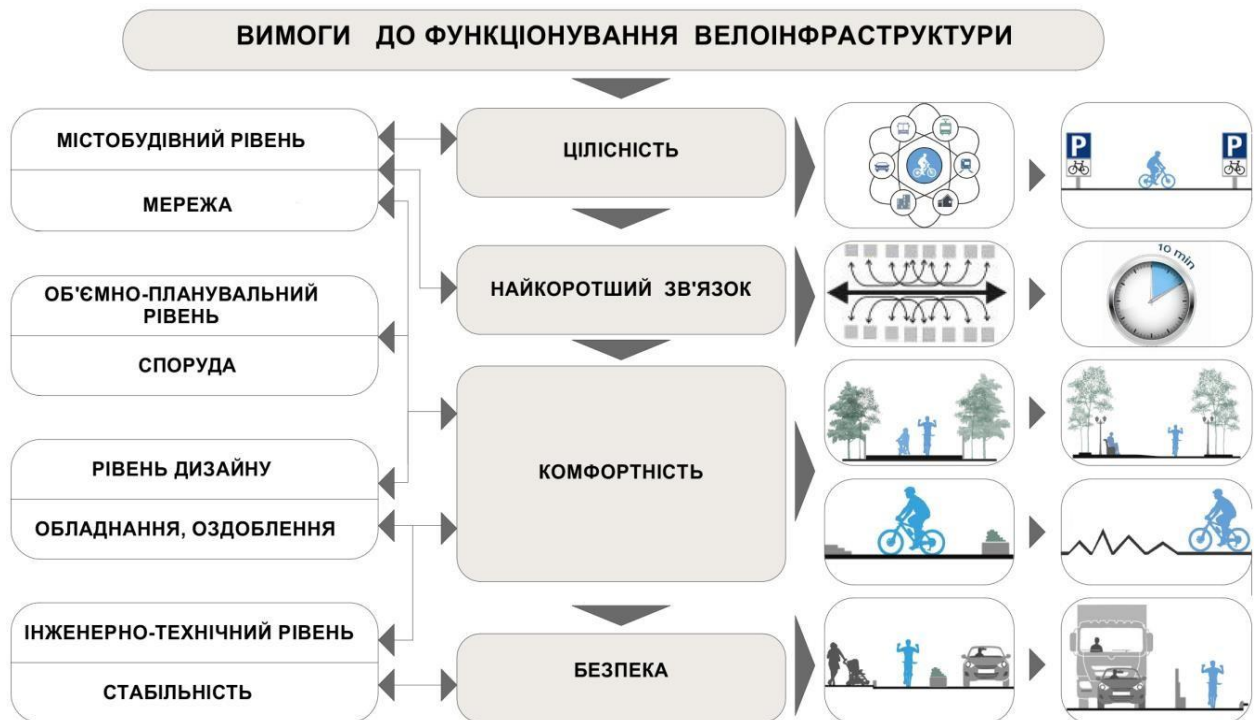 ВИМОГИ ДО ФУНКЦІОНУВАННЯ ВЕЛОІНФРАСТРУКТУРИ
МІСТОБУДІВНИЙ РІВЕНЬ
МЕРЕЖА
ОБ'ЄМНО-ПЛАНУВАЛЬНИЙ
РІВЕНЬ
СПОРУДА
РІВЕНЬ ДИЗАЙНУ
ОБЛАДНАННЯ, ОЗДОБЛЕННЯ
ІНЖЕНЕРНО-ТЕХНІЧНИЙ РІВЕНЬ
СТАБІЛЬНІСТЬ
ЦІЛІСНІСТЬ
НАЙКОРОТШИЙ ЗВ'ЯЗОК
КОМФОРТНІСТЬ
БЕЗПЕКА
P
P
10 min